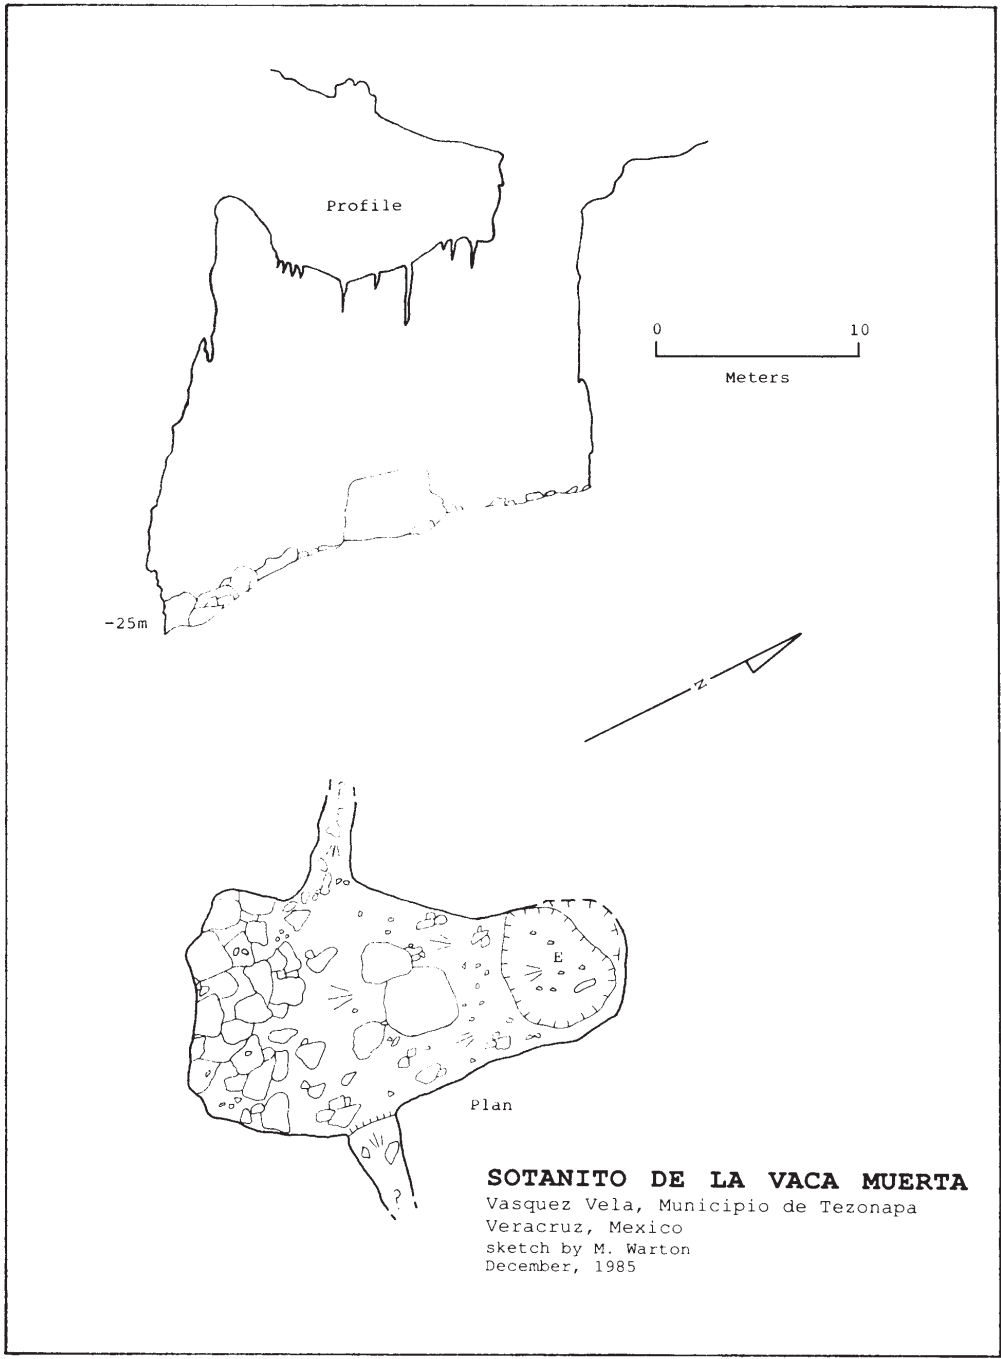 Profile
0 10
Meters
-25m
N
E
Plan
?
SOTANITO DE LA VACA MUERTA
Vasquez Vela, Municipio de Tezonapa
Veracruz, Mexico
sketch by M. Warton
December, 1985